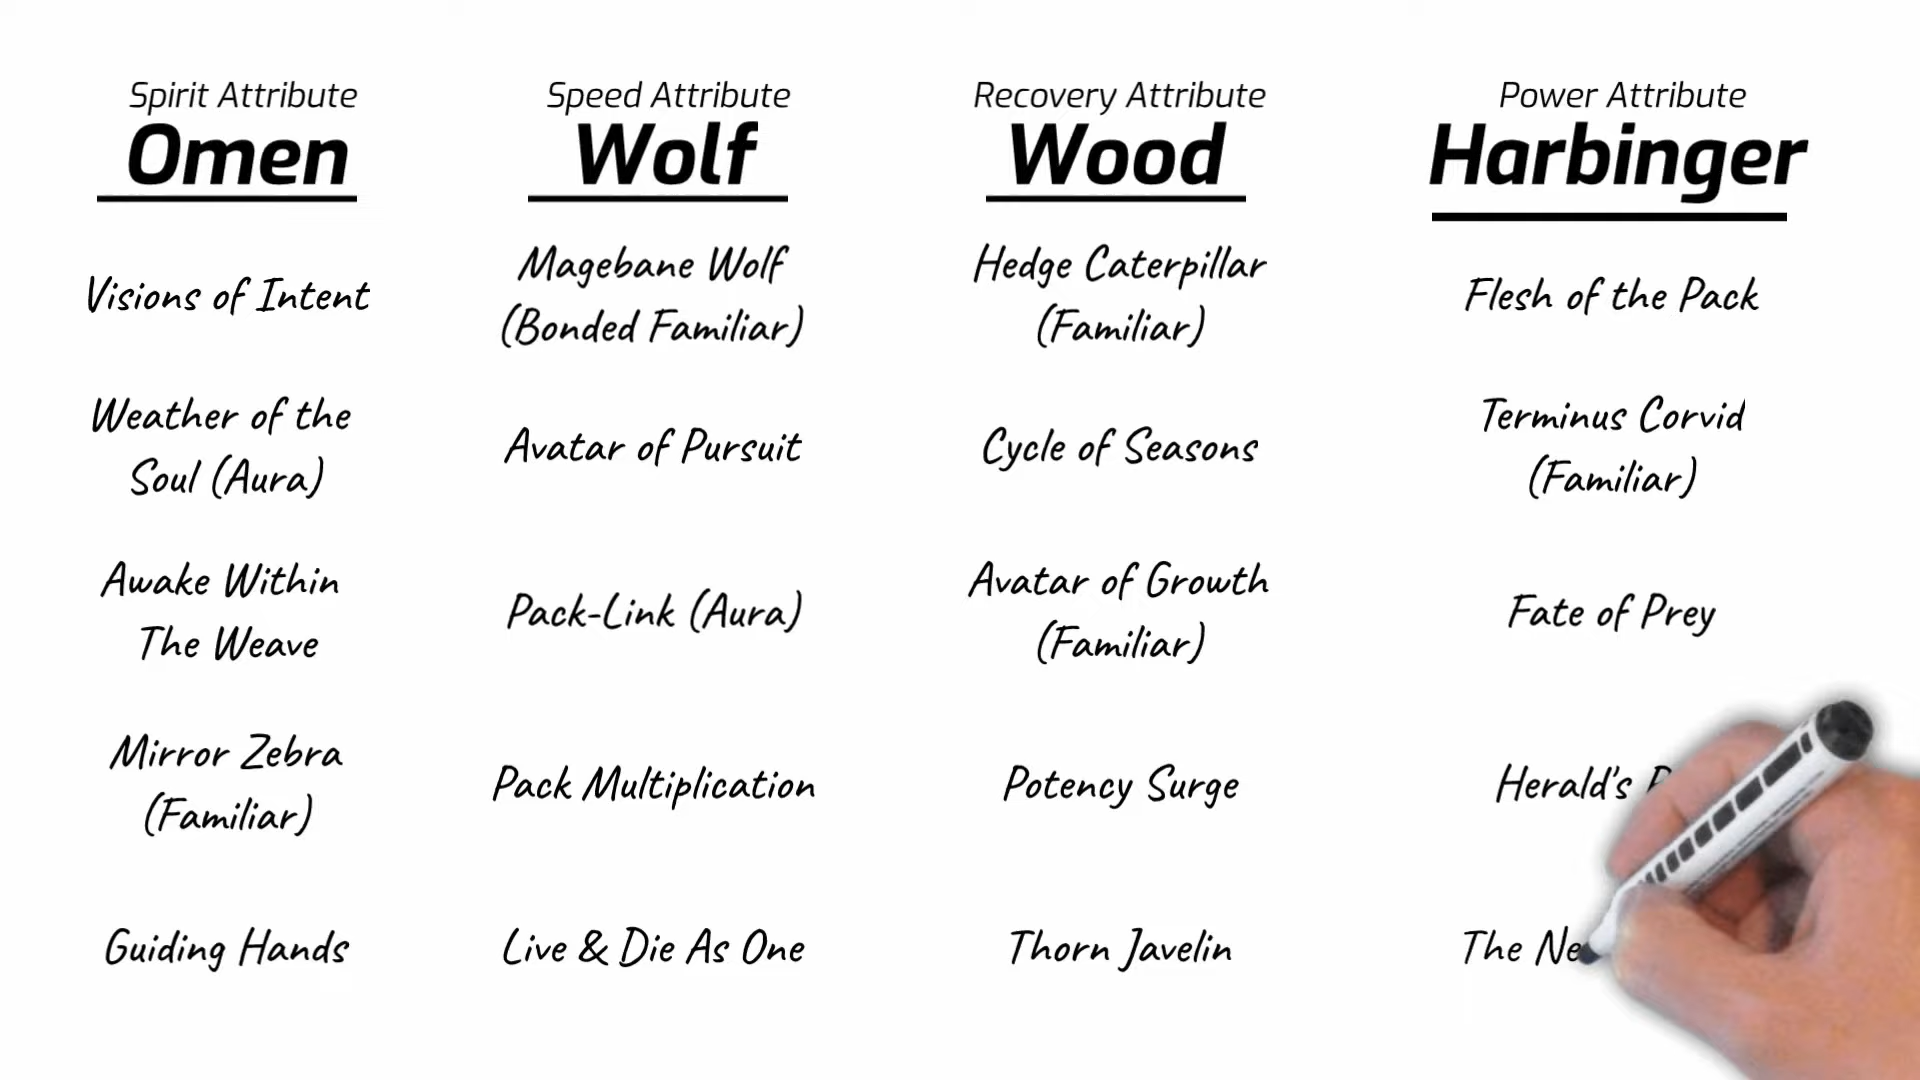 Spirit Attribute
Omen
Visions of Intent
Weather of the
Soul (Aura)
Awake Within
The Weave
Mirror Zebra
(Familiar)
Guiding Hands
Speed Attribute
Wolf
Magebane Wolf
(Bonded Familiar)
Avatar of Pursuit
Pack-Link (Aura)
Pack Multiplication
Live & Die As One
Recovery Attribute
Wood
Hedge Caterpillar
(Familiar)
Cycle of Seasons
Avatar of Growth
(Familiar)
Potency Surge
Thorn Javelin
Power Attribute
Harbinger
Flesh of the Pack
Terminus Corvid
(Familiar)
Fate of Prey
Herald's
The